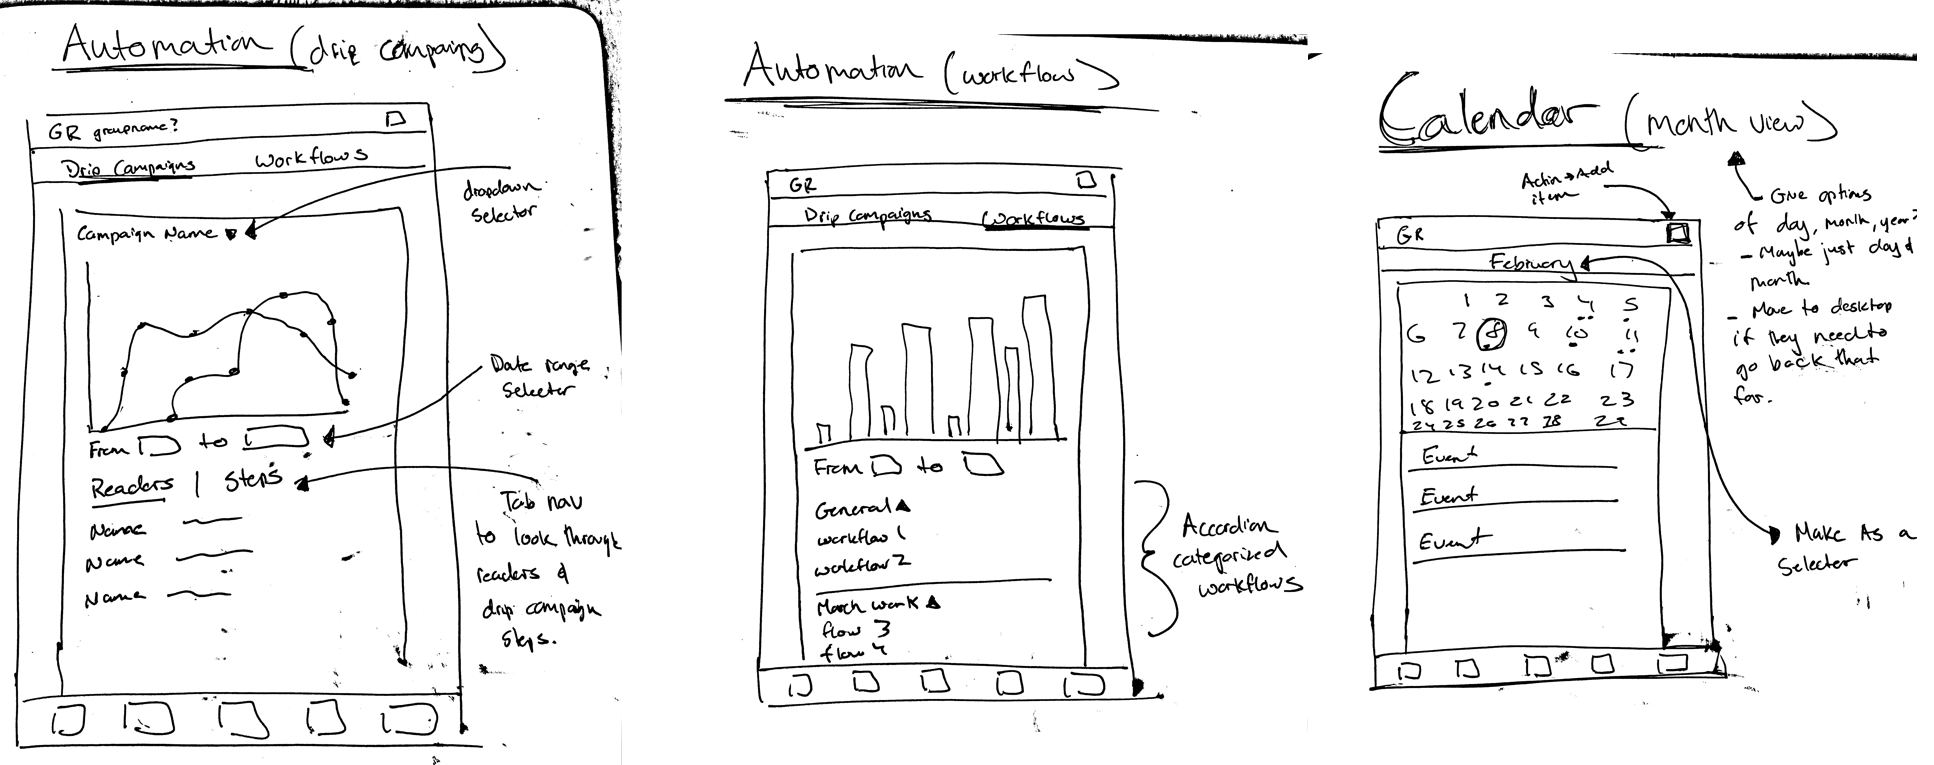 Automation (drip campaing)
GR groupname?
Drip Campaigns Workflows
dropdown
selector
Campaign Name
Date range
selector
From to
Readers | Steps
Tab nav
to look through
readers &
drip campaign
steps.
Name
Name
Name
Automation (workflow)
GR
Drip Campaigns Workflows
From to
General
workflow 1
workflow 2
March work
flow 3
flow 4
Accordian
categorized
workflows
Calendar (month view)
Action → Add
item
- Give options
of day, month, year?
- Maybe just day &
month
- Move to desktop
if they need to
go back that
far.
GR
February
1 2 3 4 5
6 7 8 9 10 11
12 13 14 15 16 17
18 19 20 21 22 23
24 25 26 27 28 29
Event
Event
Event
Make As a
Selector